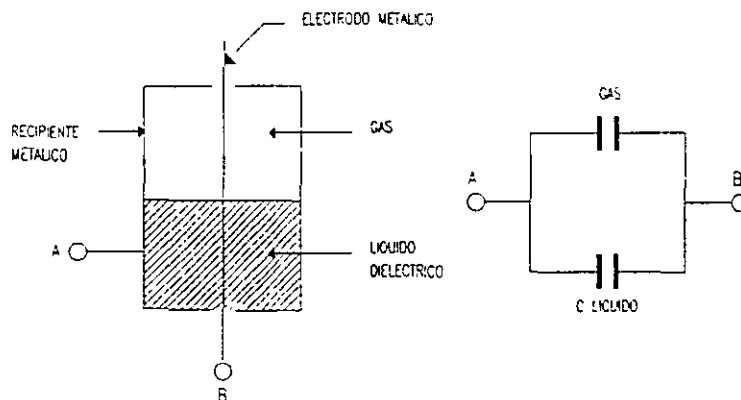 ELECTRODO METALICO
RECIPIENTE
METALICO
GAS
A
LIQUIDO
DIELECTRICO
B
GAS
A
B
C LIQUIDO